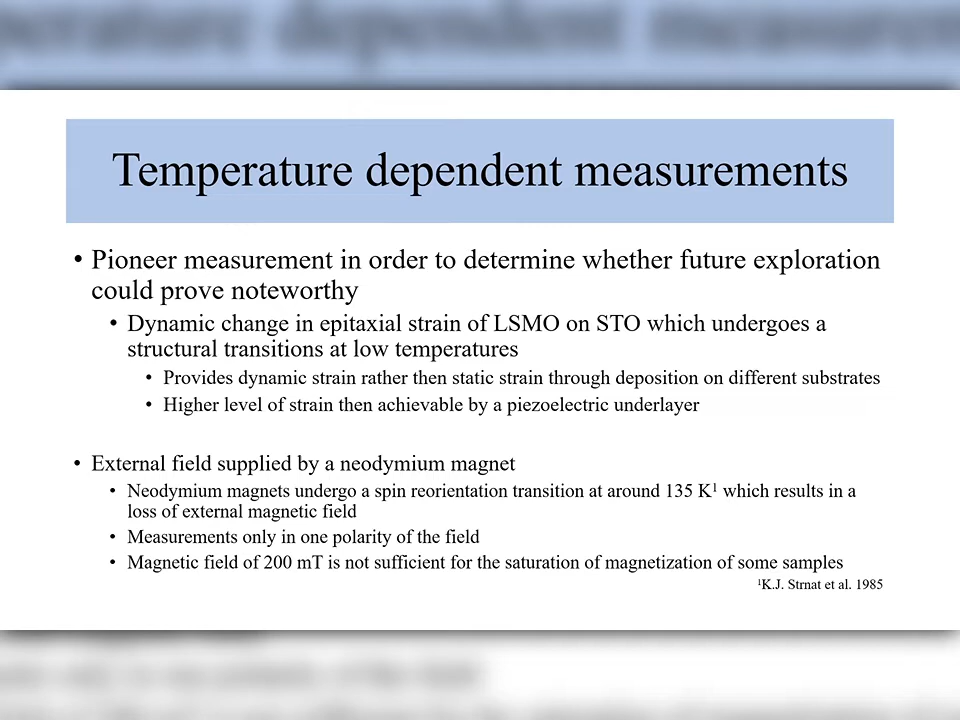 Temperature dependent measurements
• Pioneer measurement in order to determine whether future exploration
could prove noteworthy
• Dynamic change in epitaxial strain of LSMO on STO which undergoes a
structural transitions at low temperatures
• Provides dynamic strain rather then static strain through deposition on different substrates
• Higher level of strain then achievable by a piezoelectric underlayer
• External field supplied by a neodymium magnet
• Neodymium magnets undergo a spin reorientation transition at around 135 K¹ which results in a
loss of external magnetic field
• Measurements only in one polarity of the field
• Magnetic field of 200 mT is not sufficient for the saturation of magnetization of some samples
¹K.J. Strnat et al. 1985